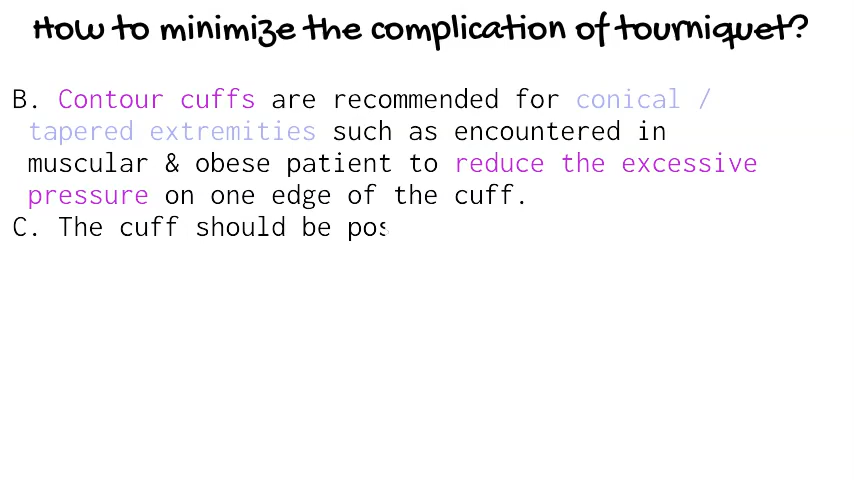 How to minimize the complication of tourniquet?
B. Contour cuffs are recommended for conical /
tapered extremities such as encountered in
muscular & obese patient to reduce the excessive
pressure on one edge of the cuff.
C. The cuff should be pos